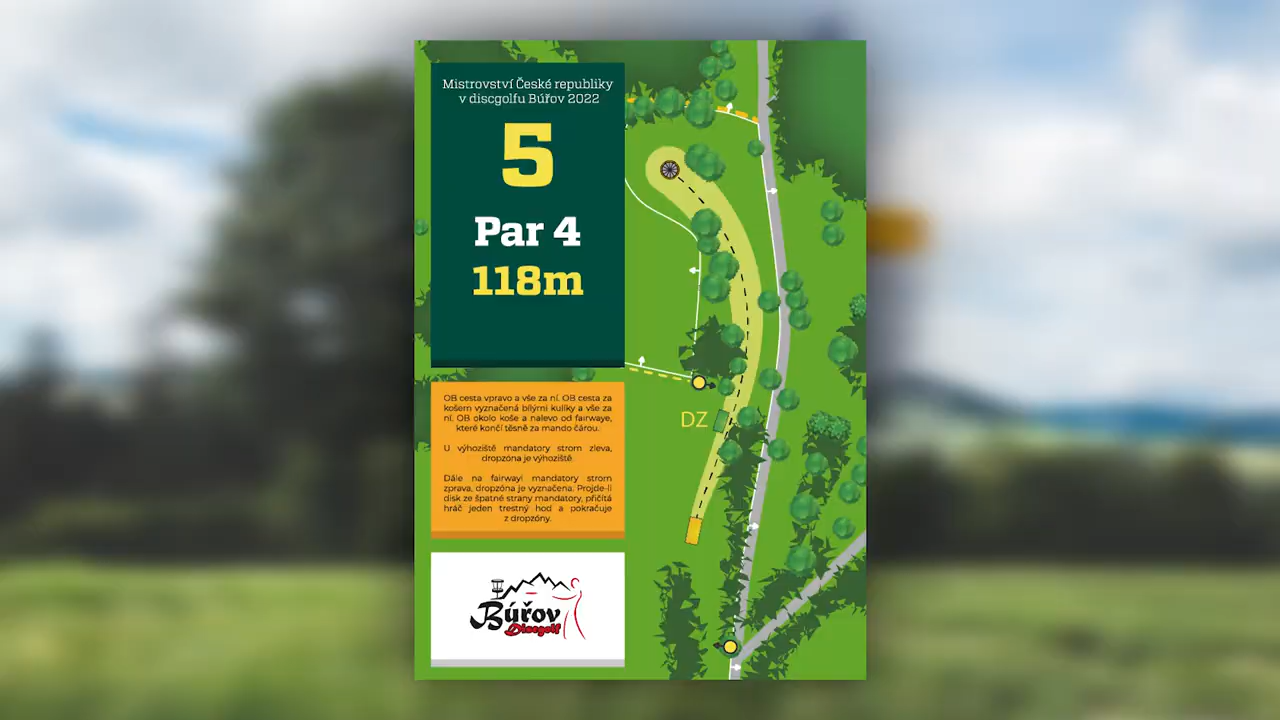 Mistrovství České republiky
v discgolfu Búřov 2022
5
Par 4
118m
OB cesta vpravo a vše za ní. OB cesta za
košem vyznačená bílými kulíky a vše za
ní. OB okolo koše a nalevo od fairwaye,
které končí těsně za mando čárou.
U výhoziště mandatory strom zleva,
dropzóna je výhoziště.
Dále na fairwayi mandatory strom
zprava, dropzóna je vyznačena. Projde-li
disk ze špatné strany mandatory, přičítá
hráč jeden trestný hod a pokračuje
z dropzóny.
DZ
Búřov
Discgolf